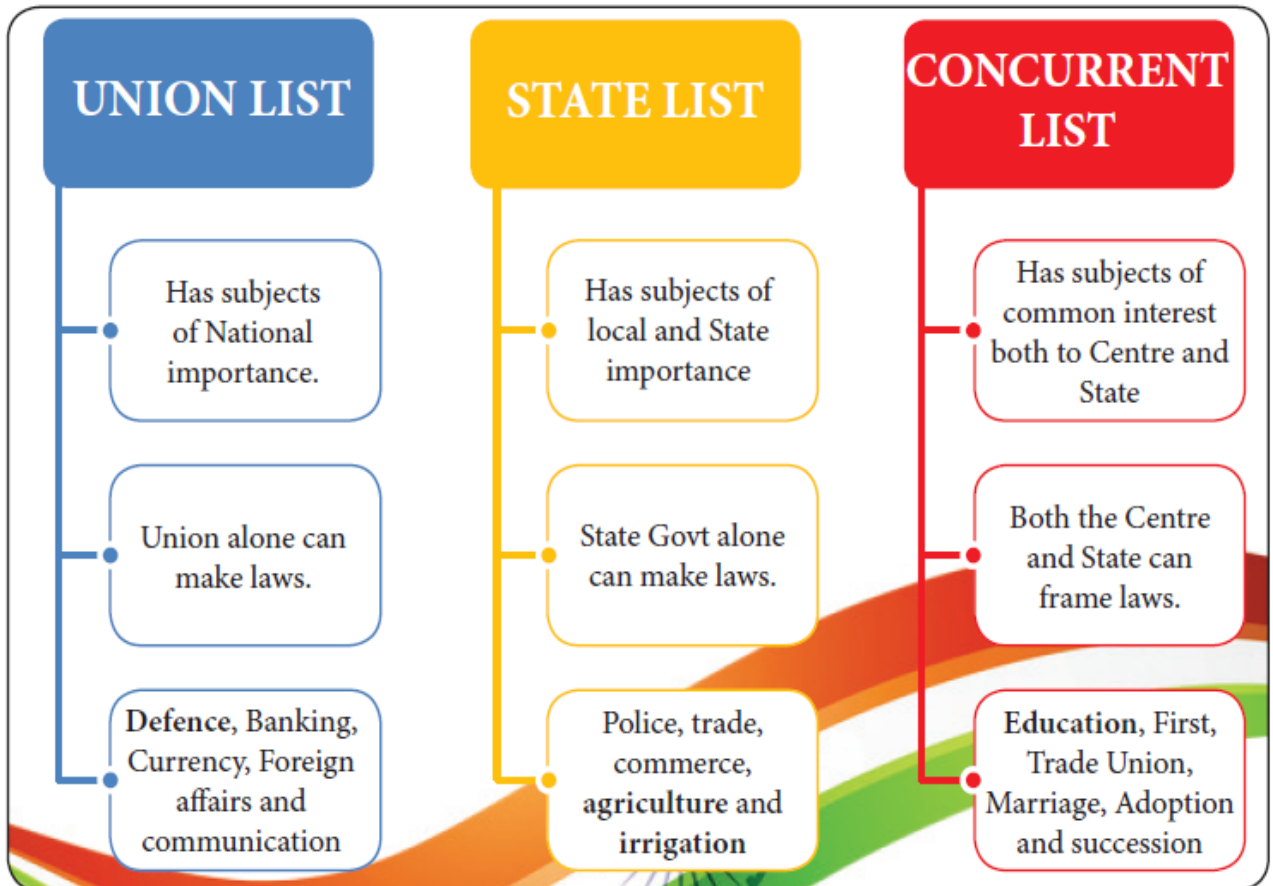 UNION LIST
Has subjects
of National
importance.
Union alone can
make laws.
Defence, Banking,
Currency, Foreign
affairs and
communication
STATE LIST
Has subjects of
local and State
importance
State Govt alone
can make laws.
Police, trade,
commerce,
agriculture and
irrigation
CONCURRENT
LIST
Has subjects of
common interest
both to Centre and
State
Both the Centre
and State can
frame laws.
Education, First,
Trade Union,
Marriage, Adoption
and succession